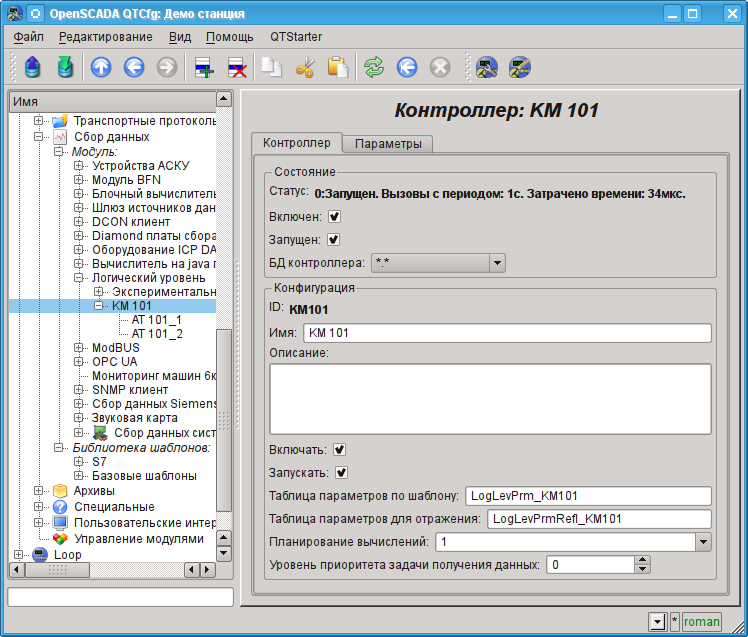 OpenSCADA QTCfg: Демо станция
Файл Редактирование Вид Помощь QTStarter
Имя
Транспортные протоколь
Сбор данных
Модуль:
Устройства АСКУ
Модуль BFN
Блочный вычислитель
Шлюз источников дан
DCON клиент
Diamond платы сбора
Оборудование ICP DA
Вычислитель на java п
Логический уровень
Экспериментальн
КМ 101
AT 101_1
AT 101_2
ModBUS
OPC UA
Мониторинг машин 6к
SNMP клиент
Сбор данных Siemens
Звуковая карта
Сбор данных сист
Библиотека шаблонов:
S7
Базовые шаблоны
Архивы
Специальные
Пользовательские интер
Управление модулями
Loop
Контроллер: КМ 101
Контроллер Параметры
Состояние
Статус: 0:Запущен. Вызовы с периодом: 1с. Затрачено времени: 34мкс.
Включен:
Запущен:
БД контроллера: *.*
Конфигурация
ID: KM101
Имя: КМ 101
Описание:
Включать:
Запускать:
Таблица параметров по шаблону: LogLevPrm_KM101
Таблица параметров для отражения: LogLevPrmRefl_KM101
Планирование вычислений: 1
Уровень приоритета задачи получения данных: 0
* roman